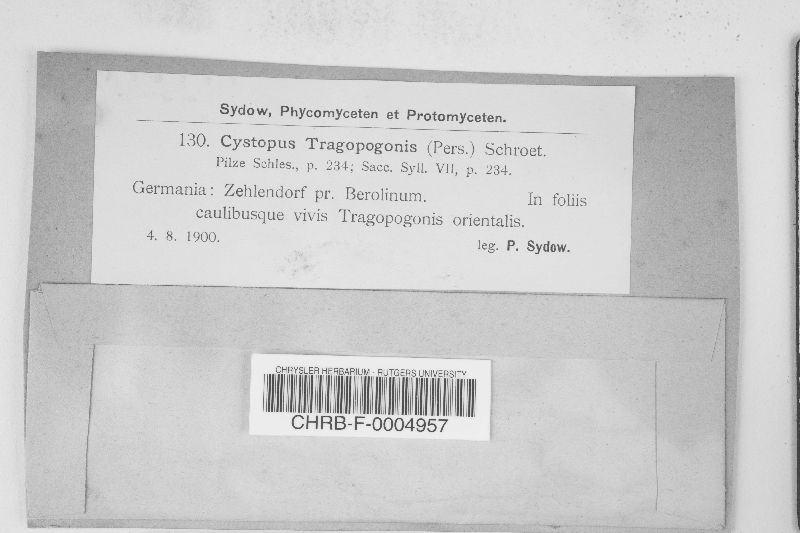 Sydow, Phycomyceten et Protomyceten.
130. Cystopus Tragopogonis (Pers.) Schroet.
Pilze Schles., p. 234; Sacc. Syll. VII, p. 234.
Germania: Zehlendorf pr. Berolinum. In foliis
caulibusque vivis Tragopogonis orientalis.
4. 8. 1900. leg. P. Sydow.
CHRYSLER HERBARIUM - RUTGERS UNIVERSITY
CHRB-F-0004957